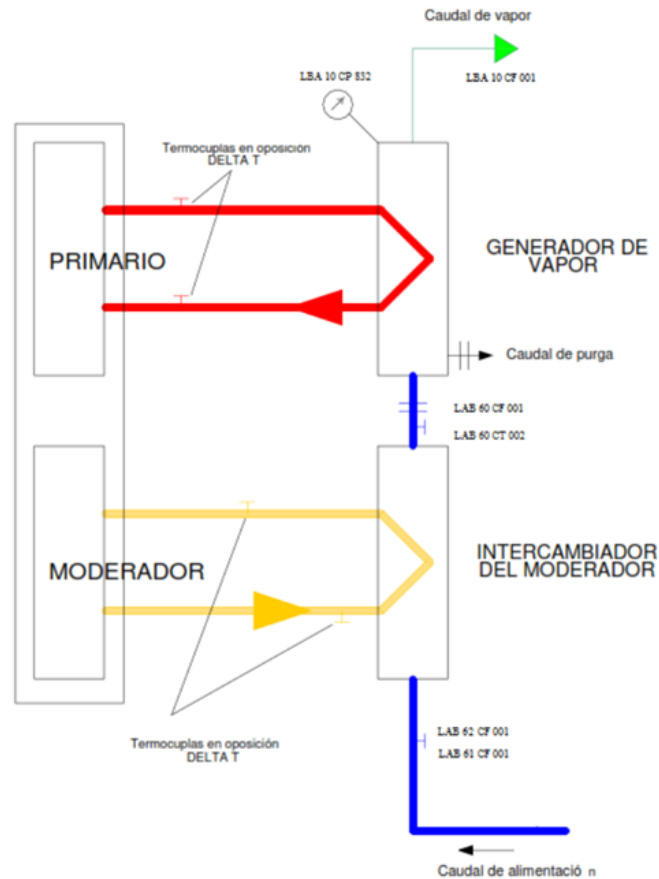 Caudal de vapor
LBA 10 CP 832
LBA 10 CF 001
Termocuplas en oposición
DELTA T
PRIMARIO
GENERADOR DE
VAPOR
Caudal de purga
LAB 60 CF 001
LAB 60 CT 002
MODERADOR
INTERCAMBIADOR
DEL MODERADOR
Termocuplas en oposición
DELTA T
LAB 62 CF 001
LAB 61 CF 001
Caudal de alimentació n